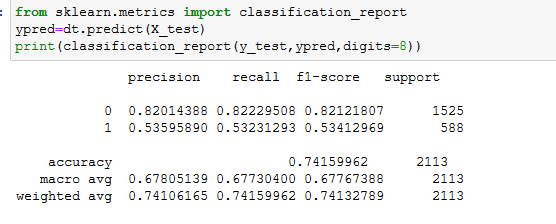 from sklearn.metrics import classification_report
ypred=dt.predict(X_test)
print(classification_report(y_test,ypred,digits=8))
precision recall f1-score support
0 0.82014388 0.82229508 0.82121807 1525
1 0.53595890 0.53231293 0.53412969 588
accuracy 0.74159962 2113
macro avg 0.67805139 0.67730400 0.67767388 2113
weighted avg 0.74106165 0.74159962 0.74132789 2113